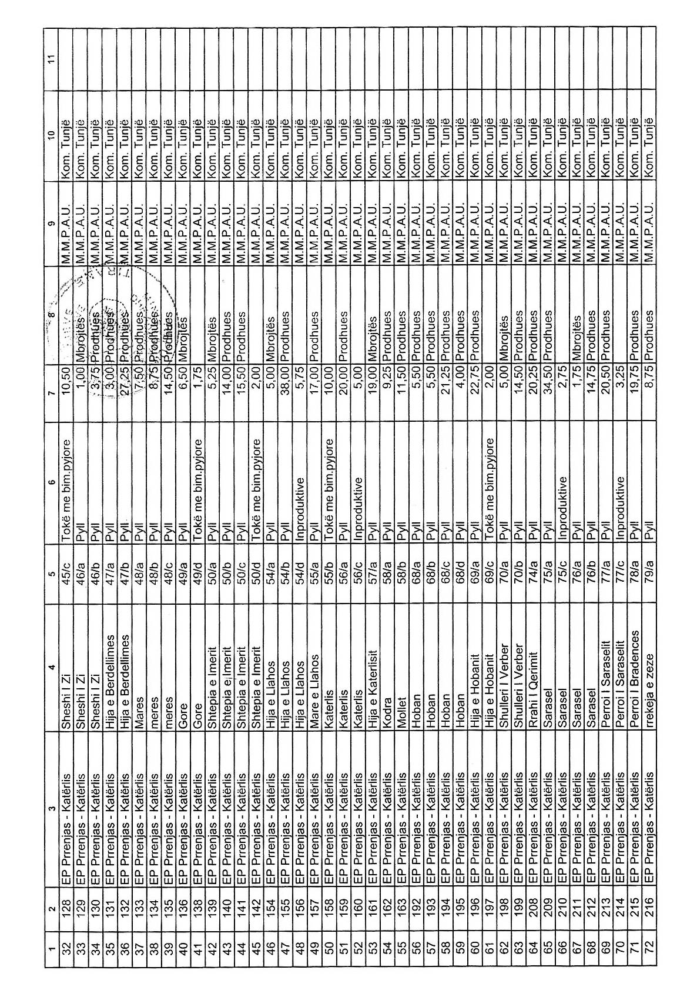 1 2 3 4 5 6 7 8 9 10 11
32 128 EP Prrenjas - Katërlis Sheshi I Zi 45/c Tokë me bim.pyjore 10,50 M.M.P.A.U. Kom. Tunjë
33 129 EP Prrenjas - Katërlis Sheshi I Zi 46/a Pyll 1,00 Mbrojtës M.M.P.A.U. Kom. Tunjë
34 130 EP Prrenjas - Katërlis Sheshi I Zi 46/b Pyll 3,75 Prodhues M.M.P.A.U. Kom. Tunjë
35 131 EP Prrenjas - Katërlis Hija e Berdellimes 47/a Pyll Prodhues M.M.P.A.U. Kom. Tunjë
36 132 EP Prrenjas - Katërlis Hija e Berdellimes 47/b Pyll 27,25 Prodhues M.M.P.A.U. Kom. Tunjë
37 133 EP Prrenjas - Katërlis Mares 48/a Pyll 7,50 Prodhues M.M.P.A.U. Kom. Tunjë
38 134 EP Prrenjas - Katërlis meres 48/b Pyll 8,75 Prodhues M.M.P.A.U. Kom. Tunjë
39 135 EP Prrenjas - Katërlis meres 48/c Pyll 14,50 Prodhues M.M.P.A.U. Kom. Tunjë
40 136 EP Prrenjas - Katërlis Gore 49/a Pyll 6,50 Mbrojtës M.M.P.A.U. Kom. Tunjë
41 138 EP Prrenjas - Katërlis Gore 49/d Tokë me bim.pyjore 1,75 M.M.P.A.U. Kom. Tunjë
42 139 EP Prrenjas - Katërlis Shtepia e Imerit 50/a Pyll 5,25 Mbrojtës M.M.P.A.U. Kom. Tunjë
43 140 EP Prrenjas - Katërlis Shtepia e Imerit 50/b Pyll 14,00 Prodhues M.M.P.A.U. Kom. Tunjë
44 141 EP Prrenjas - Katërlis Shtepia e Imerit 50/c Pyll 15,50 Prodhues M.M.P.A.U. Kom. Tunjë
45 142 EP Prrenjas - Katërlis Shtepia e Imerit 50/d Tokë me bim.pyjore 2,00 M.M.P.A.U. Kom. Tunjë
46 154 EP Prrenjas - Katërlis Hija e Llahos 54/a Pyll 5,00 Mbrojtës M.M.P.A.U. Kom. Tunjë
47 155 EP Prrenjas - Katërlis Hija e Llahos 54/b Pyll 38,00 Prodhues M.M.P.A.U. Kom. Tunjë
48 156 EP Prrenjas - Katërlis Hija e Llahos 54/d Inproduktive 5,75 M.M.P.A.U. Kom. Tunjë
49 157 EP Prrenjas - Katërlis Mare e Llahos 55/a Pyll 17,00 Prodhues M.M.P.A.U. Kom. Tunjë
50 158 EP Prrenjas - Katërlis Katerlis 55/b Tokë me bim.pyjore 10,00 M.M.P.A.U. Kom. Tunjë
51 159 EP Prrenjas - Katërlis Katerlis 56/a Pyll 20,00 Prodhues M.M.P.A.U. Kom. Tunjë
52 160 EP Prrenjas - Katërlis Katerlis 56/c Inproduktive 5,00 M.M.P.A.U. Kom. Tunjë
53 161 EP Prrenjas - Katërlis Hija e Katerlisit 57/a Pyll 19,00 Mbrojtës M.M.P.A.U. Kom. Tunjë
54 162 EP Prrenjas - Katërlis Kodra 58/a Pyll 9,25 Prodhues M.M.P.A.U. Kom. Tunjë
55 163 EP Prrenjas - Katërlis Mollet 58/b Pyll 11,50 Prodhues M.M.P.A.U. Kom. Tunjë
56 192 EP Prrenjas - Katërlis Hoban 68/a Pyll 5,50 Prodhues M.M.P.A.U. Kom. Tunjë
57 193 EP Prrenjas - Katërlis Hoban 68/b Pyll 5,50 Prodhues M.M.P.A.U. Kom. Tunjë
58 194 EP Prrenjas - Katërlis Hoban 68/c Pyll 21,25 Prodhues M.M.P.A.U. Kom. Tunjë
59 195 EP Prrenjas - Katërlis Hoban 68/d Pyll 4,00 Prodhues M.M.P.A.U. Kom. Tunjë
60 196 EP Prrenjas - Katërlis Hija e Hobanit 69/a Pyll 22,75 Prodhues M.M.P.A.U. Kom. Tunjë
61 197 EP Prrenjas - Katërlis Hija e Hobanit 69/c Tokë me bim.pyjore 2,00 M.M.P.A.U. Kom. Tunjë
62 198 EP Prrenjas - Katërlis Shulleri I Verber 70/a Pyll 5,00 Mbrojtës M.M.P.A.U. Kom. Tunjë
63 199 EP Prrenjas - Katërlis Shulleri I Verber 70/b Pyll 14,50 Prodhues M.M.P.A.U. Kom. Tunjë
64 208 EP Prrenjas - Katërlis Rrahi I Qerimit 74/a Pyll 20,25 Prodhues M.M.P.A.U. Kom. Tunjë
65 209 EP Prrenjas - Katërlis Sarasel 75/a Pyll 34,50 Prodhues M.M.P.A.U. Kom. Tunjë
66 210 EP Prrenjas - Katërlis Sarasel 75/c Inproduktive 2,75 M.M.P.A.U. Kom. Tunjë
67 211 EP Prrenjas - Katërlis Sarasel 76/a Pyll 1,75 Mbrojtës M.M.P.A.U. Kom. Tunjë
68 212 EP Prrenjas - Katërlis Sarasel 76/b Pyll 14,75 Prodhues M.M.P.A.U. Kom. Tunjë
69 213 EP Prrenjas - Katërlis Perroi I Saraselit 77/a Pyll 20,50 Prodhues M.M.P.A.U. Kom. Tunjë
70 214 EP Prrenjas - Katërlis Perroi I Saraselit 77/c Inproduktive 3,25 M.M.P.A.U. Kom. Tunjë
71 215 EP Prrenjas - Katërlis Perroi I Bradences 78/a Pyll 19,75 Prodhues M.M.P.A.U. Kom. Tunjë
72 216 EP Prrenjas - Katërlis rrekeja e zeze 79/a Pyll 8,75 Prodhues M.M.P.A.U. Kom. Tunjë
TIRANË